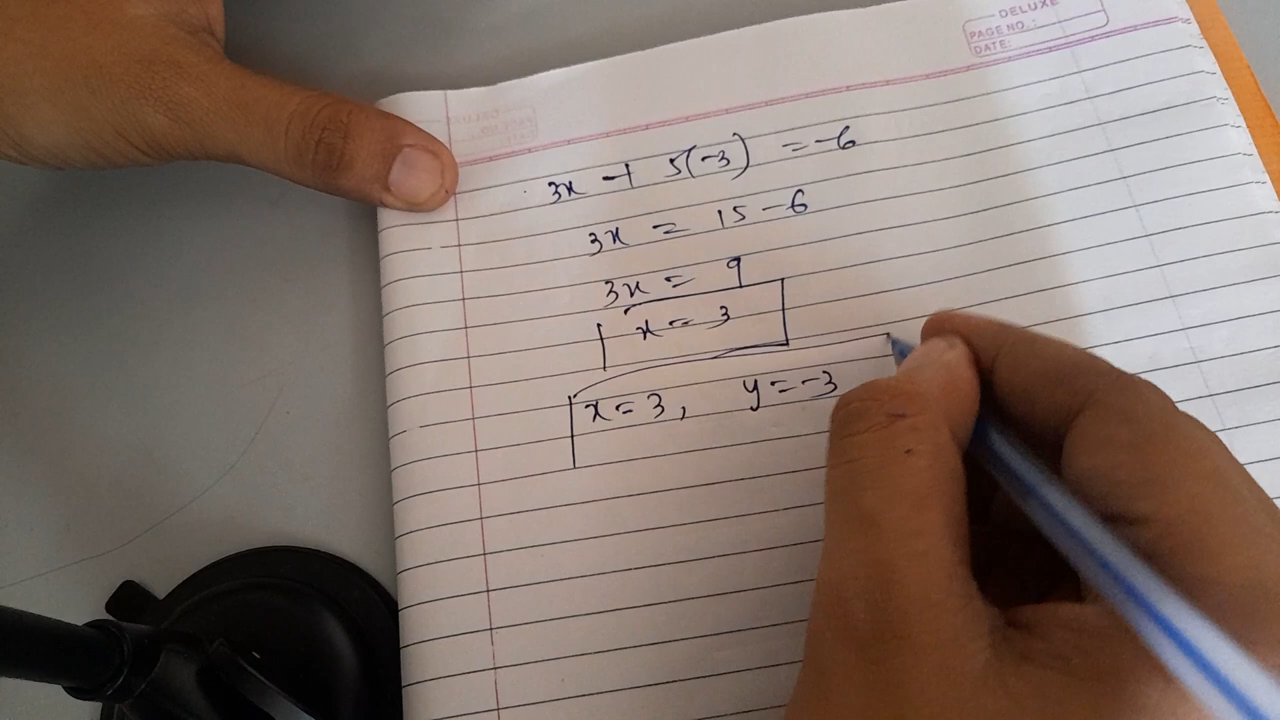 DELUXE
PAGE NO.:
DATE:
3x + 5(-3) = -6
3x = 15 - 6
3x = 9
x = 3
x = 3, y = -3